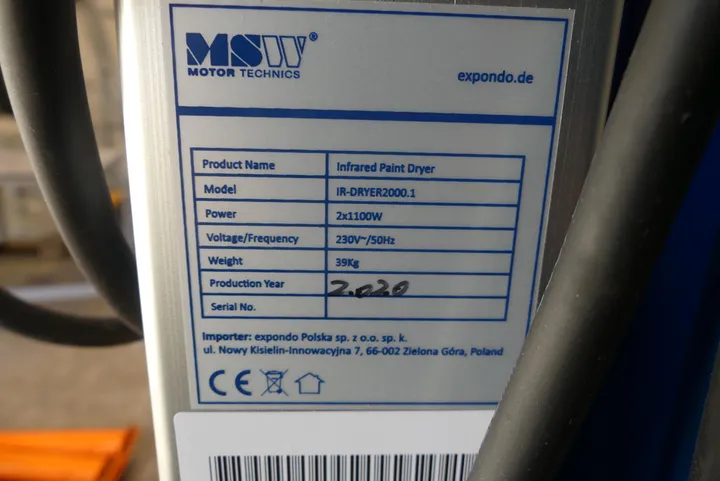 MSW®
MOTOR TECHNICS
expondo.de
Product Name Infrared Paint Dryer
Model IR-DRYER2000.1
Power 2x1100W
Voltage/Frequency 230V~/50Hz
Weight 39Kg
Production Year 2020
Serial No.
Importer: expondo Polska sp. z o.o. sp. k.
ul. Nowy Kisielin-Innowacyjna 7, 66-002 Zielona Góra, Poland
CE